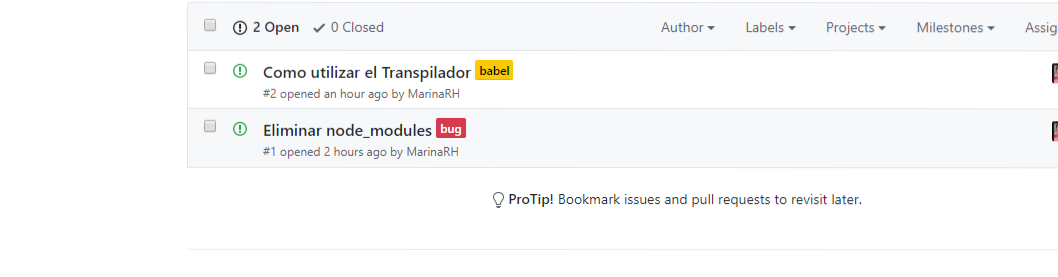 2 Open 0 Closed Author Labels Projects Milestones Assig
Como utilizar el Transpilador babel
#2 opened an hour ago by MarinaRH
Eliminar node_modules bug
#1 opened 2 hours ago by MarinaRH
ProTip! Bookmark issues and pull requests to revisit later.